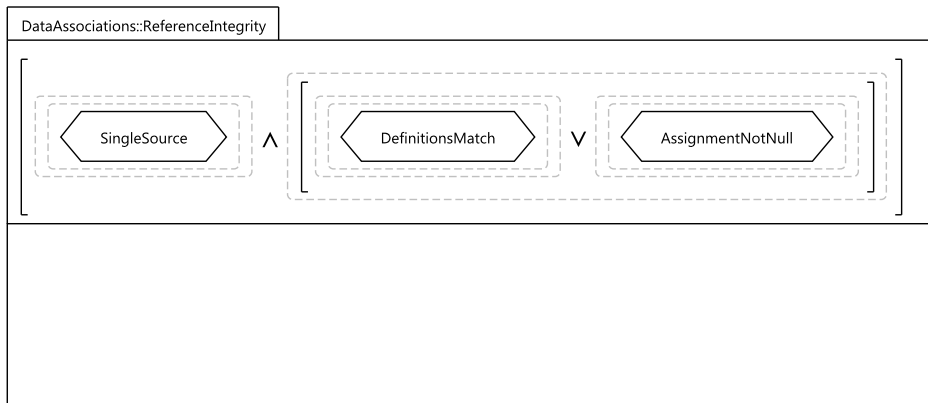 DataAssociations::ReferenceIntegrity
SingleSource ∧ DefinitionsMatch ∨ AssignmentNotNull